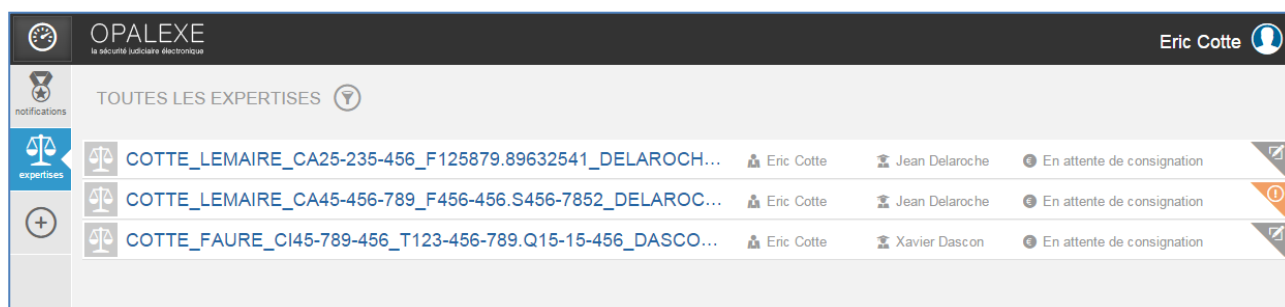 OPALEXE
la sécurité judiciaire électronique
Eric Cotte
notifications
TOUTES LES EXPERTISES
expertises
COTTE_LEMAIRE_CA25-235-456_F125879.89632541_DELAROCH... Eric Cotte Jean Delaroche En attente de consignation
COTTE_LEMAIRE_CA45-456-789_F456-456.S456-7852_DELAROC... Eric Cotte Jean Delaroche En attente de consignation
COTTE_FAURE_CI45-789-456_T123-456-789.Q15-15-456_DASCO... Eric Cotte Xavier Dascon En attente de consignation